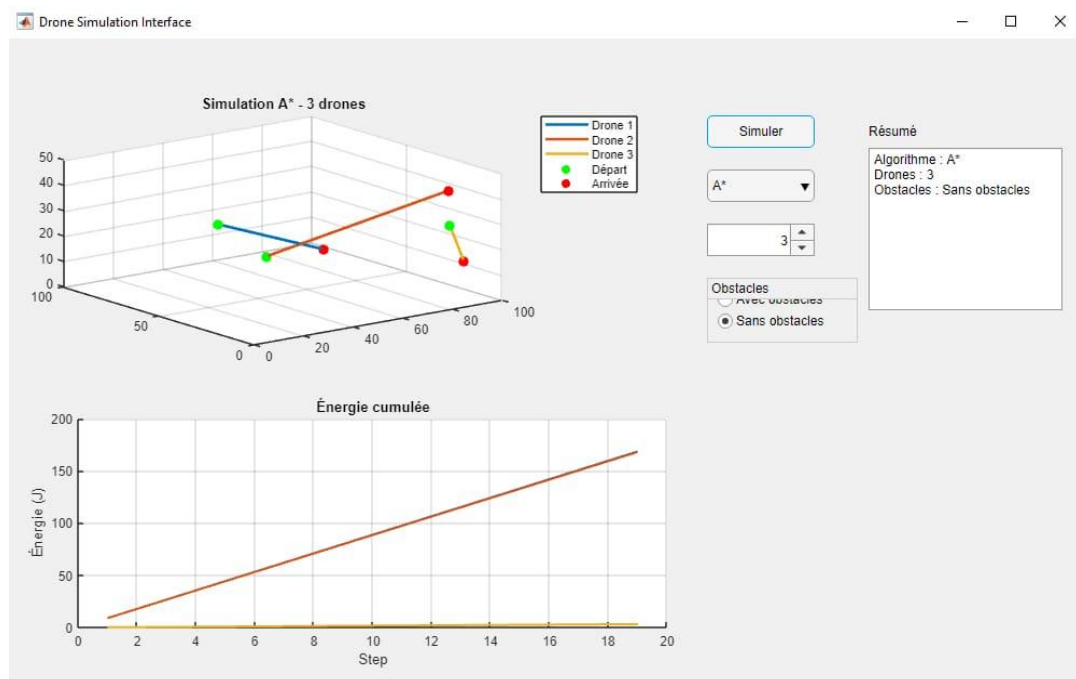 Drone Simulation Interface
Simulation A* - 3 drones
50
40
30
20
10
0
100
50
0
0
20
40
60
80
100
Drone 1
Drone 2
Drone 3
Départ
Arrivée
Simuler
A*
3
Obstacles
Avec obstacles
Sans obstacles
Résumé
Algorithme : A*
Drones : 3
Obstacles : Sans obstacles
Énergie cumulée
200
150
100
50
0
Énergie (J)
0 2 4 6 8 10 12 14 16 18 20
Step